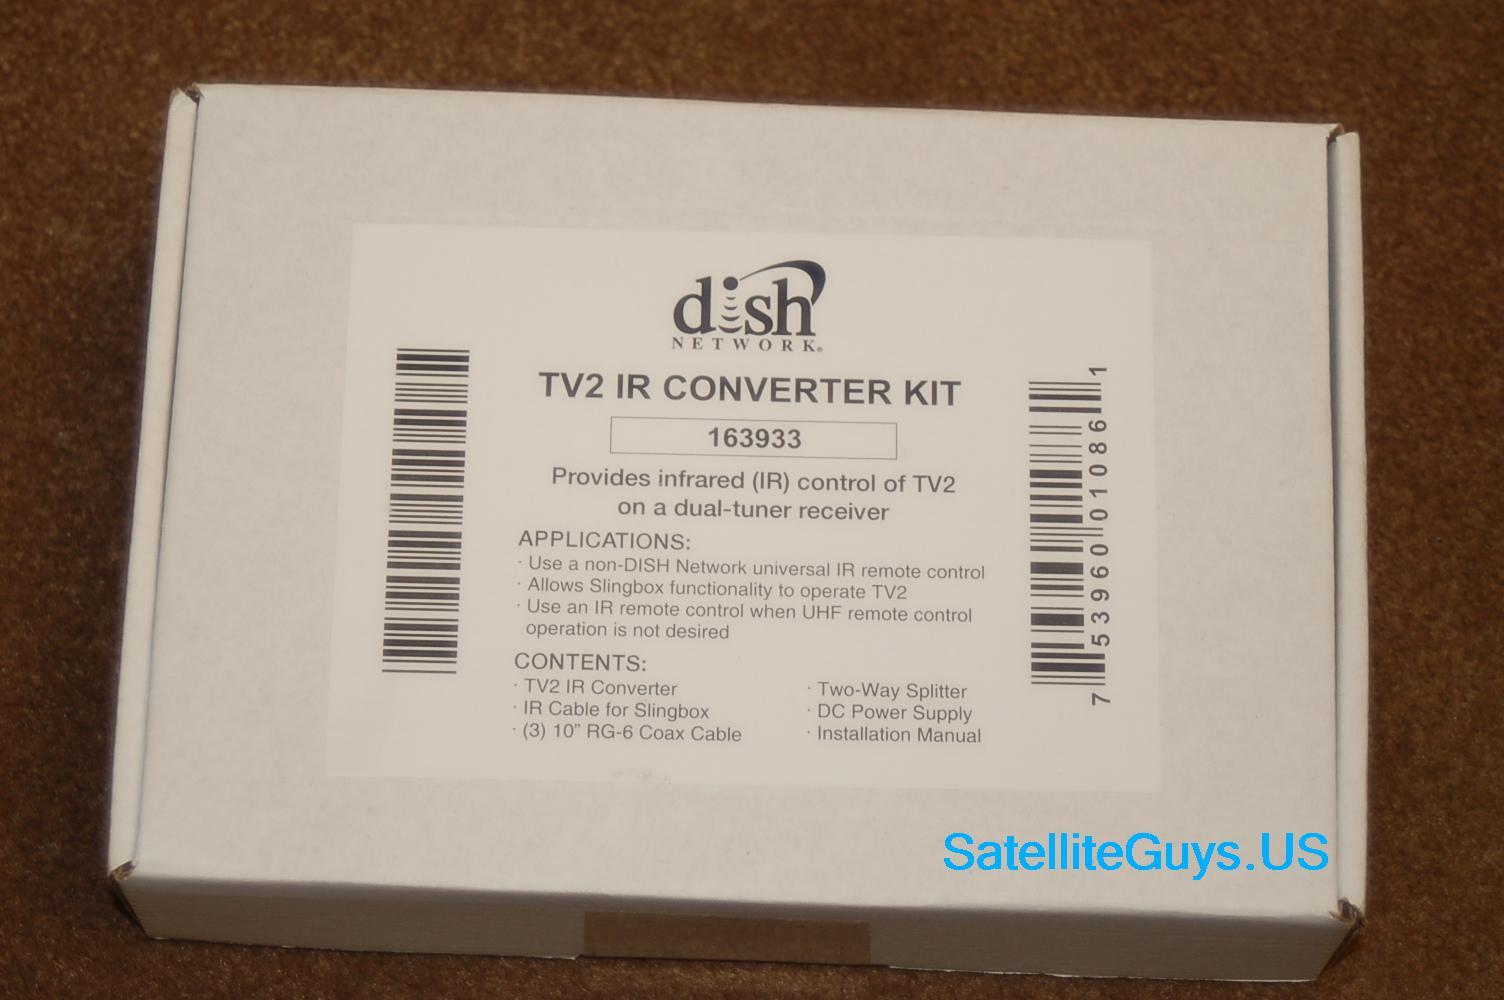 dish
NETWORK®
TV2 IR CONVERTER KIT
163933
Provides infrared (IR) control of TV2
on a dual-tuner receiver
APPLICATIONS:
· Use a non-DISH Network universal IR remote control
· Allows Slingbox functionality to operate TV2
· Use an IR remote control when UHF remote control
operation is not desired
CONTENTS:
· TV2 IR Converter
· IR Cable for Slingbox
· (3) 10” RG-6 Coax Cable
· Two-Way Splitter
· DC Power Supply
· Installation Manual
7 53960 01086 1
SatelliteGuys.US